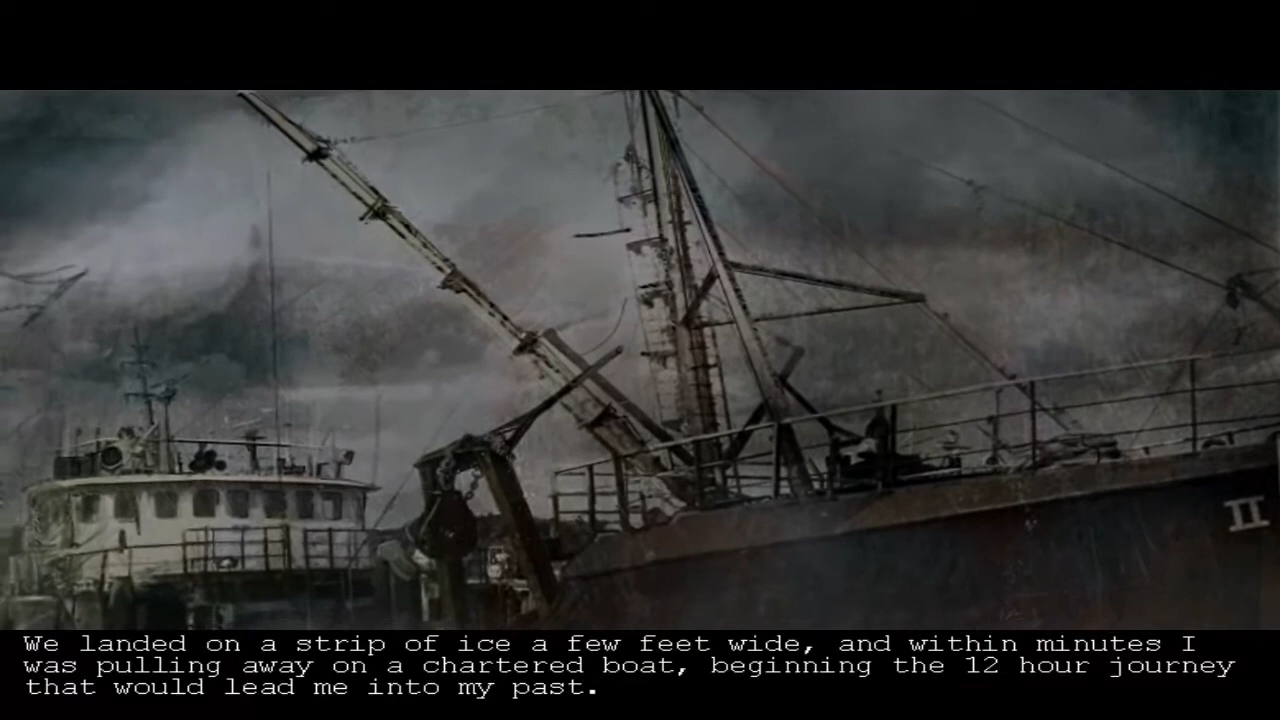 II
We landed on a strip of ice a few feet wide, and within minutes I
was pulling away on a chartered boat, beginning the 12 hour journey
that would lead me into my past.